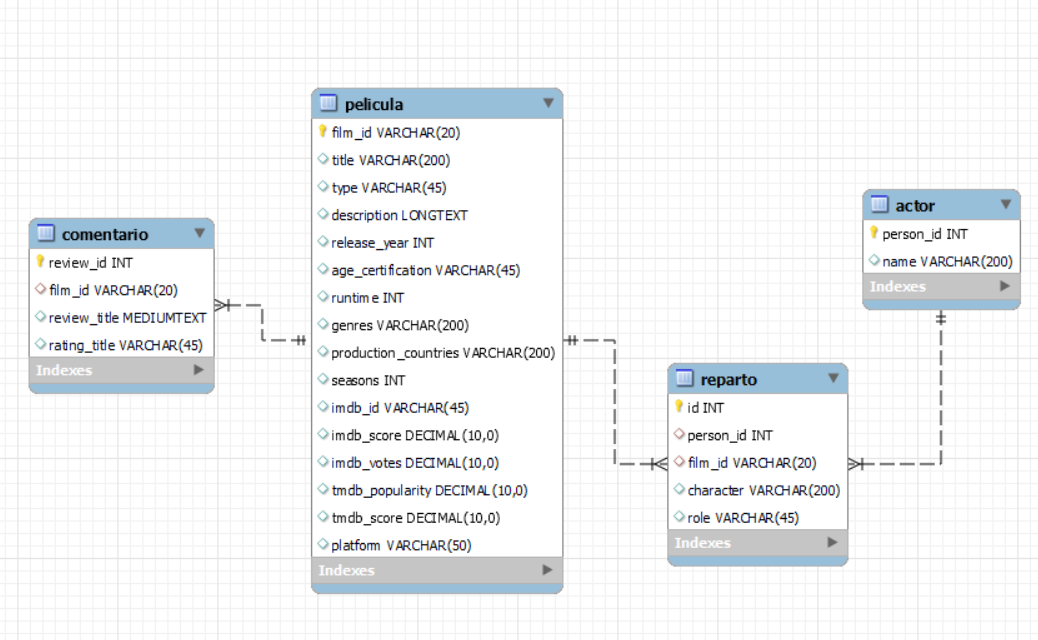 comentario
review_id INT
film_id VARCHAR(20)
review_title MEDIUMTEXT
rating_title VARCHAR(45)
Indexes
pelicula
film_id VARCHAR(20)
title VARCHAR(200)
type VARCHAR(45)
description LONGTEXT
release_year INT
age_certification VARCHAR(45)
runtime INT
genres VARCHAR(200)
production_countries VARCHAR(200)
seasons INT
imdb_id VARCHAR(45)
imdb_score DECIMAL(10,0)
imdb_votes DECIMAL(10,0)
tmdb_popularity DECIMAL(10,0)
tmdb_score DECIMAL(10,0)
platform VARCHAR(50)
Indexes
reparto
id INT
person_id INT
film_id VARCHAR(20)
character VARCHAR(200)
role VARCHAR(45)
Indexes
actor
person_id INT
name VARCHAR(200)
Indexes